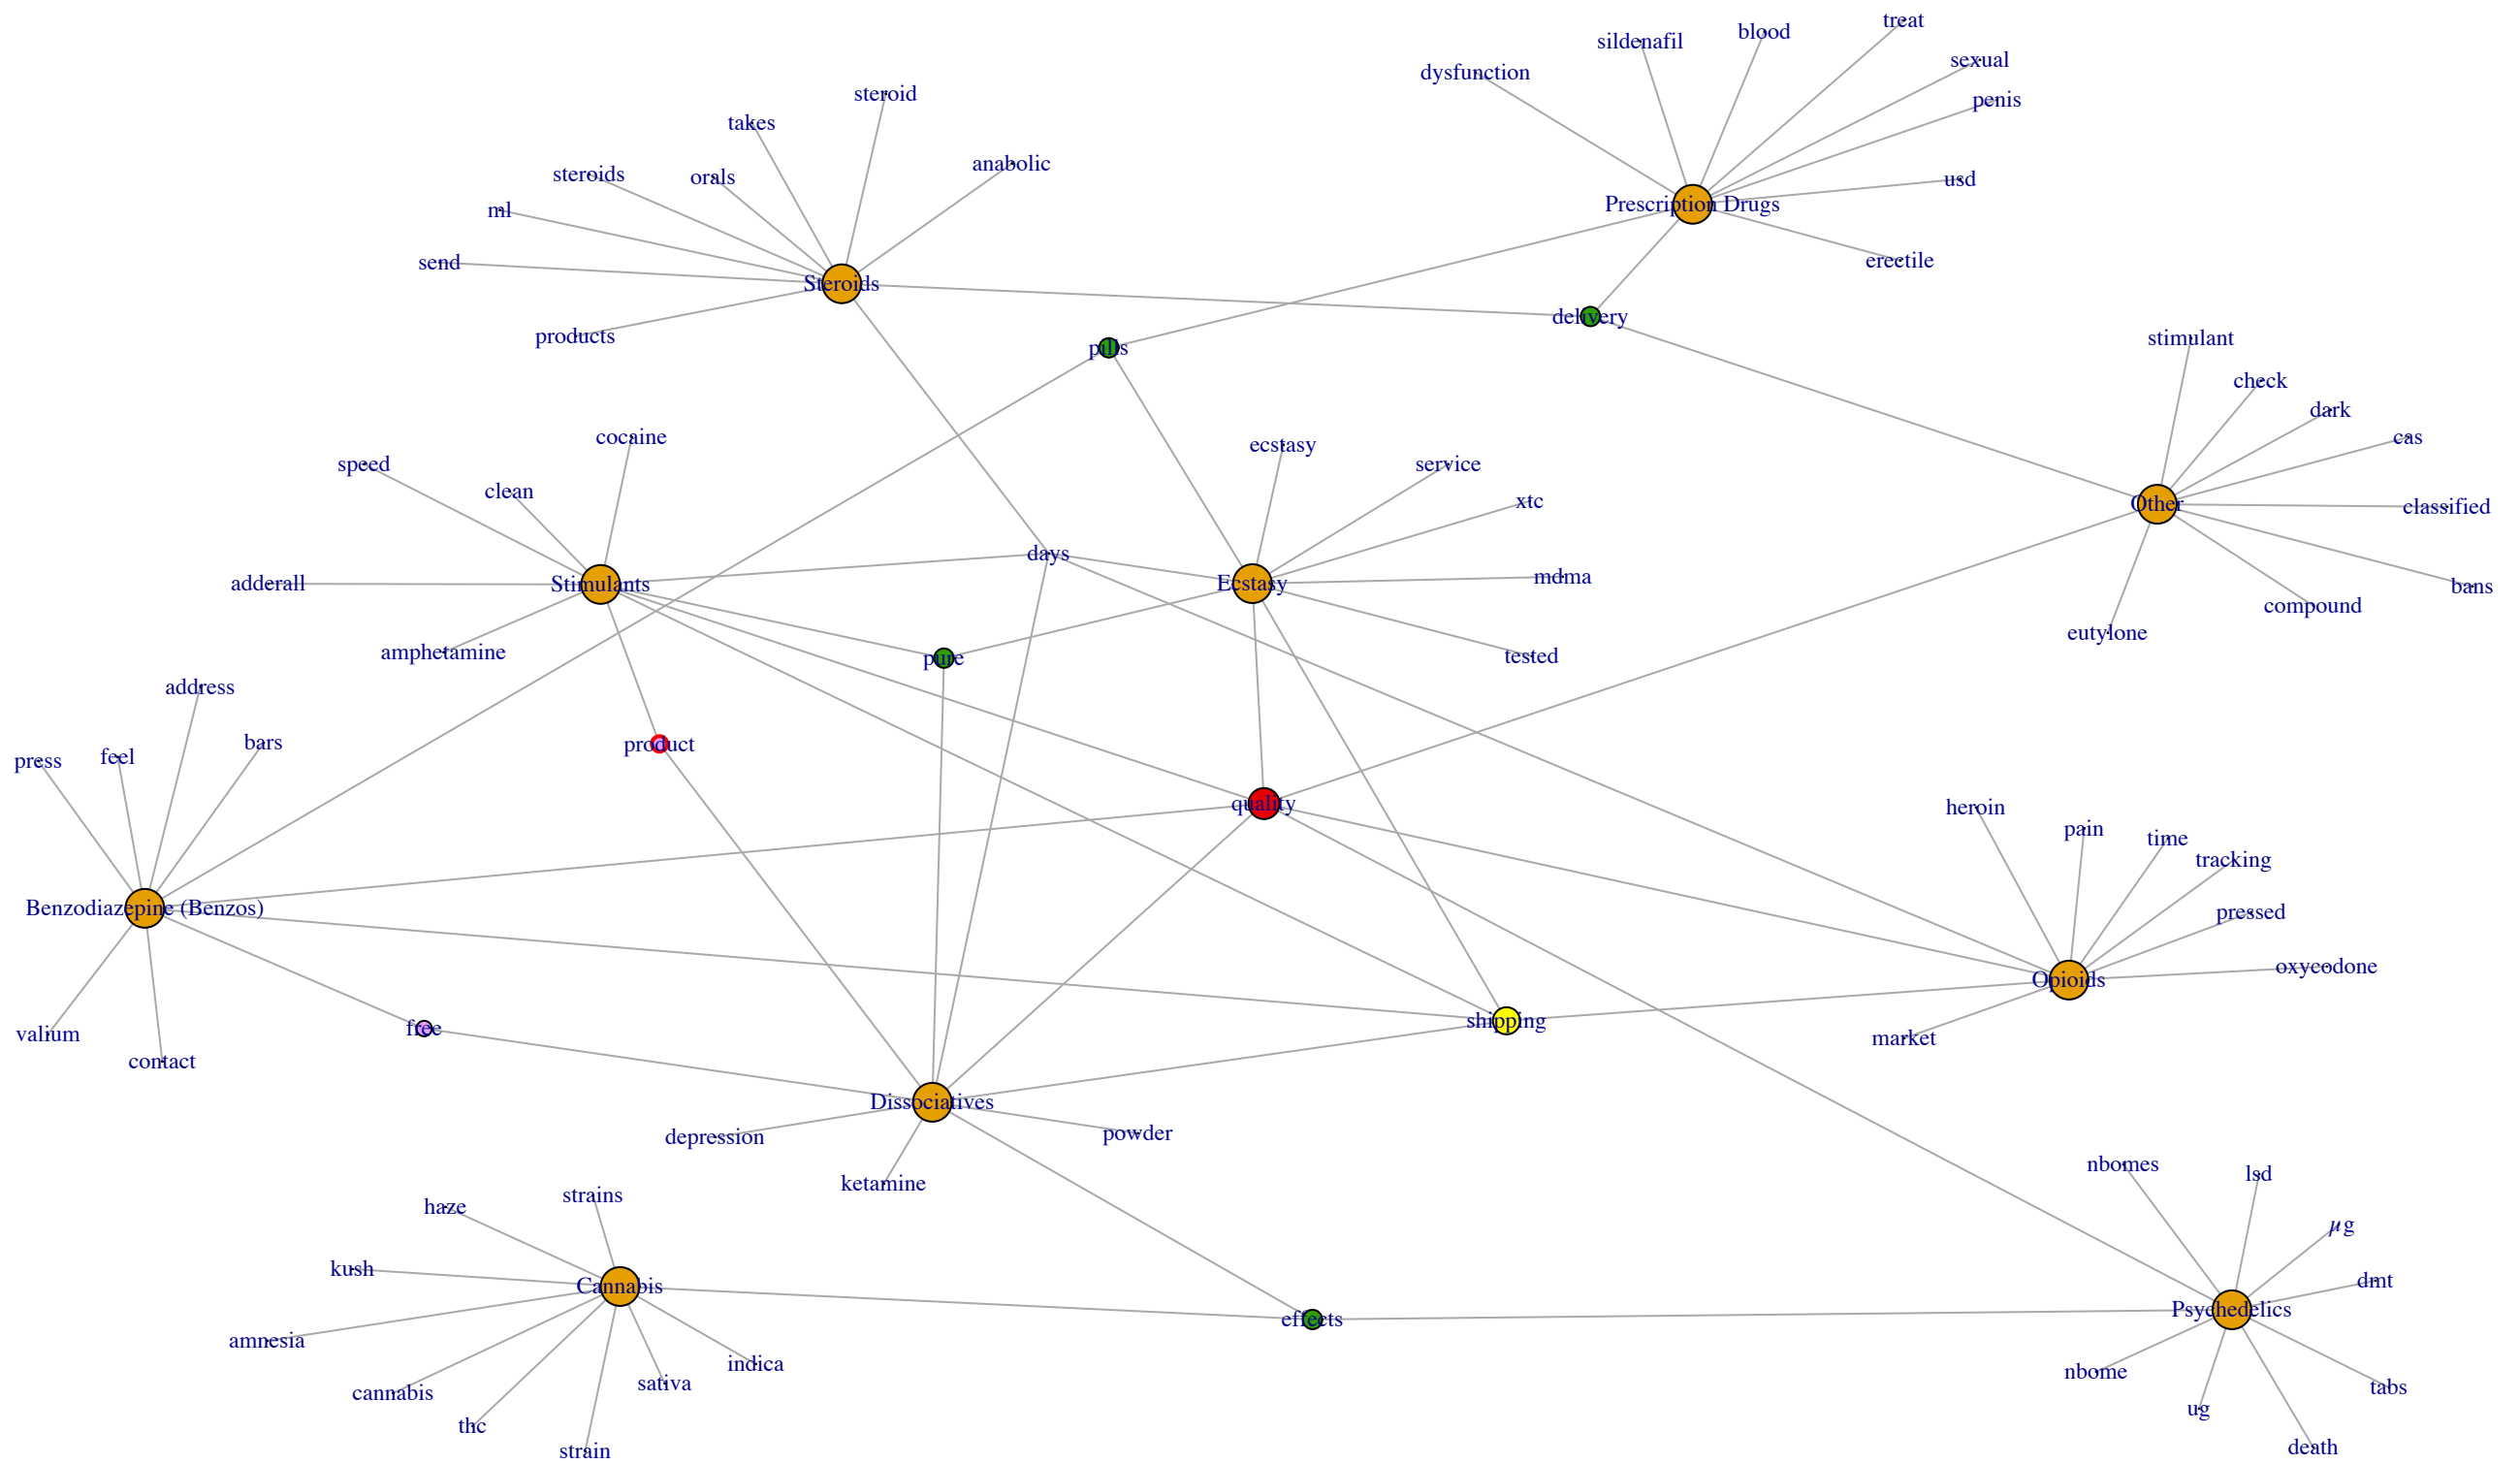 treat
blood
sildenafil
sexual
dysfunction
penis
steroid
takes
anabolic
steroids
orals
usd
ml
Prescription Drugs
send
erectile
Steroids
delivery
products
pills
stimulant
check
dark
cocaine
cas
ecstasy
speed
service
clean
xtc
Other
classified
days
mdma
adderall
Stimulants
Ecstasy
bans
compound
eutylone
amphetamine
pure
tested
address
bars
product
feel
press
quality
heroin
pain
time
tracking
Benzodiazepine (Benzos)
pressed
oxycodone
Opioids
shipping
free
valium
market
contact
Dissociatives
powder
depression
nbomes
lsd
ketamine
strains
haze
µg
kush
dmt
Cannabis
Psychedelics
effects
amnesia
indica
nbome
sativa
tabs
cannabis
ug
thc
death
strain